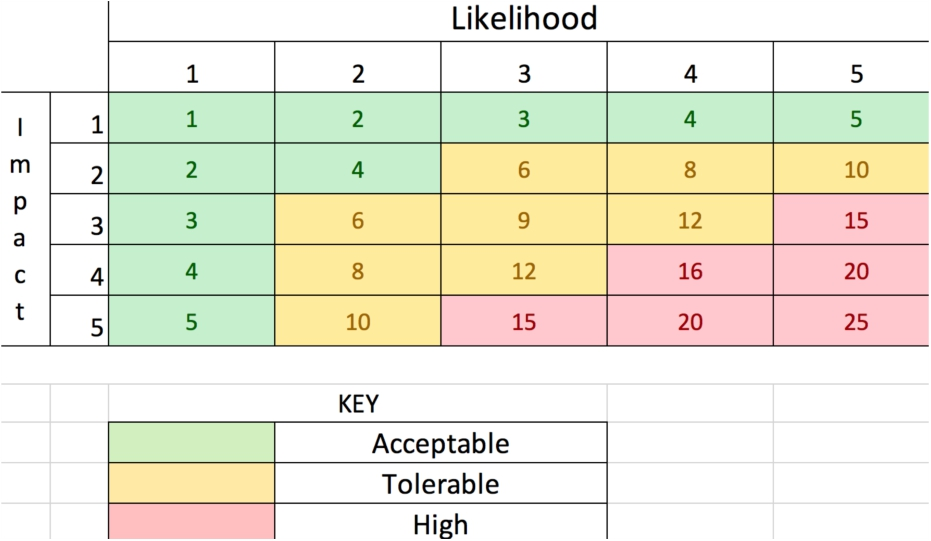 Likelihood
1 2 3 4 5
Impact
1 1 2 3 4 5
2 2 4 6 8 10
3 3 6 9 12 15
4 4 8 12 16 20
5 5 10 15 20 25
KEY
Acceptable
Tolerable
High